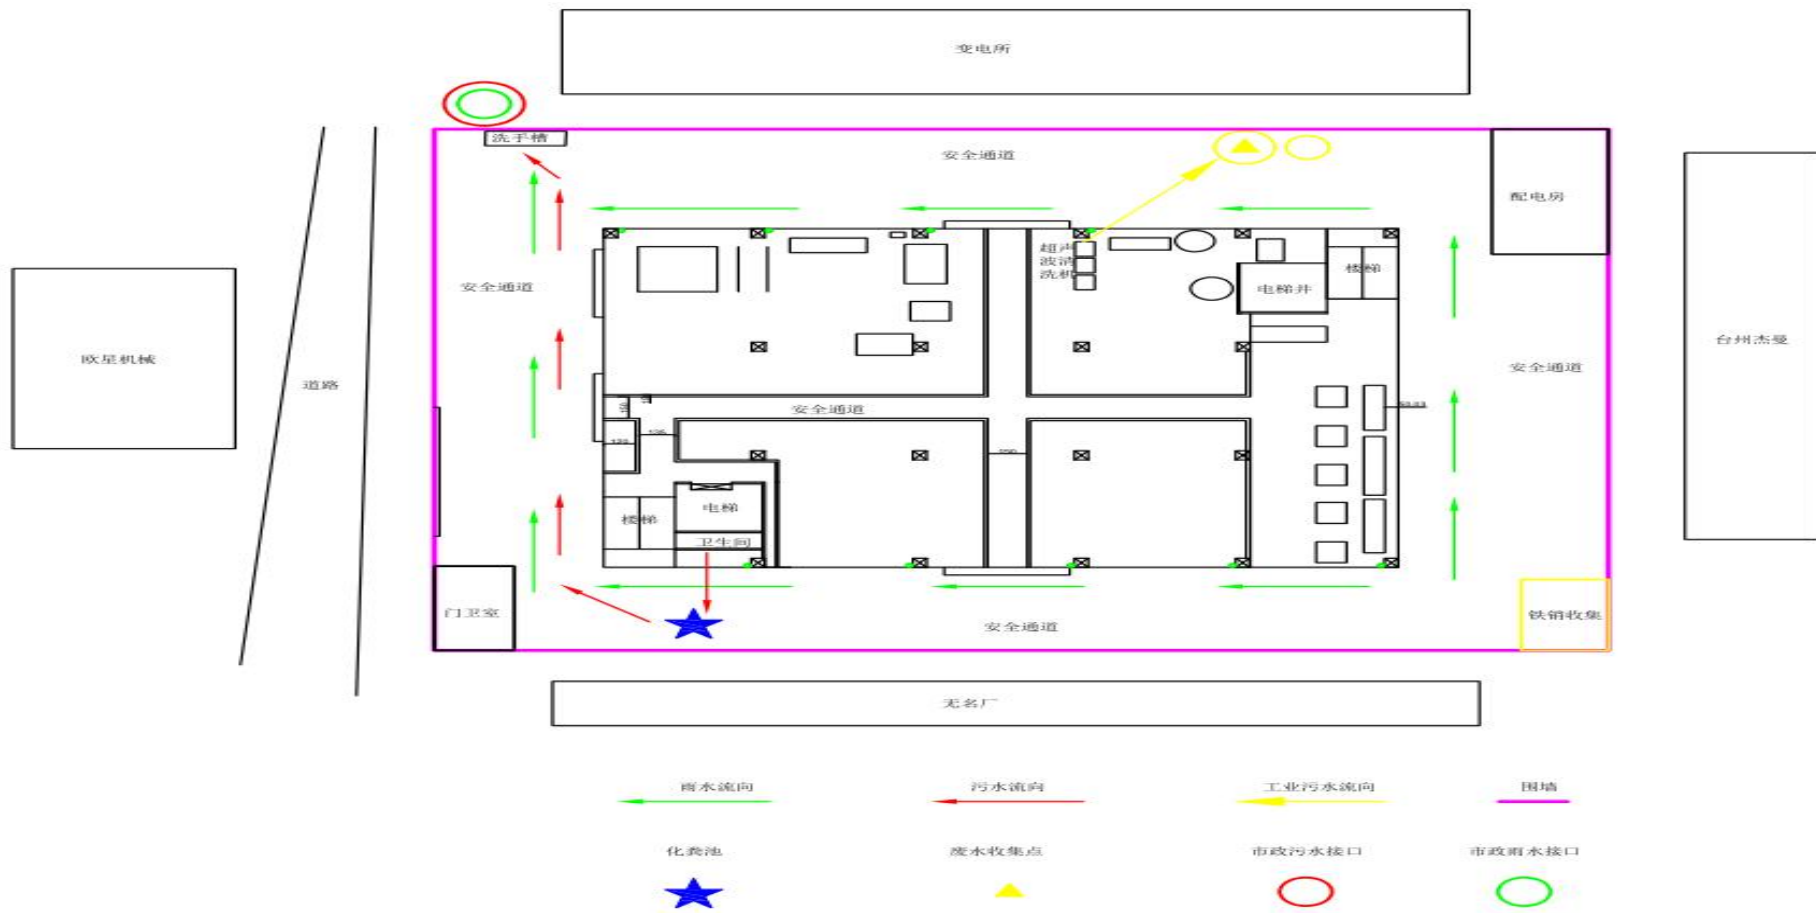 变电所
洗手槽
安全通道
配电房
超声
波清
洗机
楼梯
安全通道
电梯井
欧星机械
道路
台州杰曼
安全通道
安全通道
电梯
楼梯
卫生间
门卫室
铁销收集
安全通道
无名厂
雨水流向
污水流向
工业污水流向
围墙
化粪池
废水收集点
市政污水接口
市政雨水接口